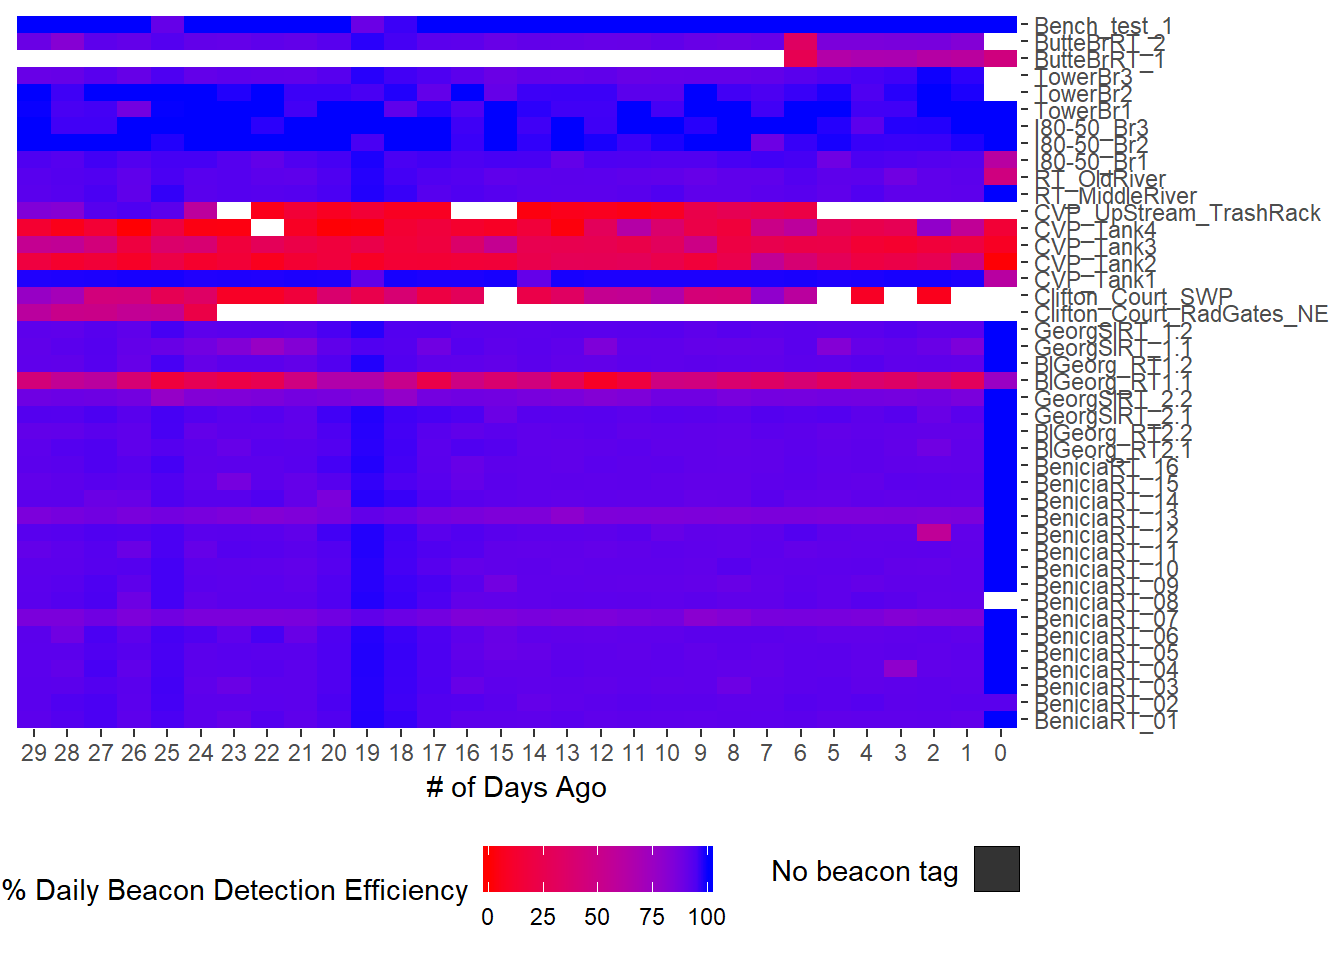 Bench_test_1
ButteBrRT_2
ButteBrRT_1
TowerBr3
TowerBr2
TowerBr1
I80-50_Br3
I80-50_Br2
I80-50_Br1
RT_OldRiver
RT_MiddleRiver
CVP_UpStream_TrashRack
CVP_Tank4
CVP_Tank3
CVP_Tank2
CVP_Tank1
Clifton_Court_SWP
Clifton_Court_RadGates_NE
GeorgSlRT_1.2
GeorgSlRT_1.1
BlGeorg_RT1.2
BlGeorg_RT1.1
GeorgSlRT_2.2
GeorgSlRT_2.1
BlGeorg_RT2.2
BlGeorg_RT2.1
BeniciaRT_16
BeniciaRT_15
BeniciaRT_14
BeniciaRT_13
BeniciaRT_12
BeniciaRT_11
BeniciaRT_10
BeniciaRT_09
BeniciaRT_08
BeniciaRT_07
BeniciaRT_06
BeniciaRT_05
BeniciaRT_04
BeniciaRT_03
BeniciaRT_02
BeniciaRT_01
29 28 27 26 25 24 23 22 21 20 19 18 17 16 15 14 13 12 11 10 9 8 7 6 5 4 3 2 1 0
# of Days Ago
% Daily Beacon Detection Efficiency
0 25 50 75 100
No beacon tag